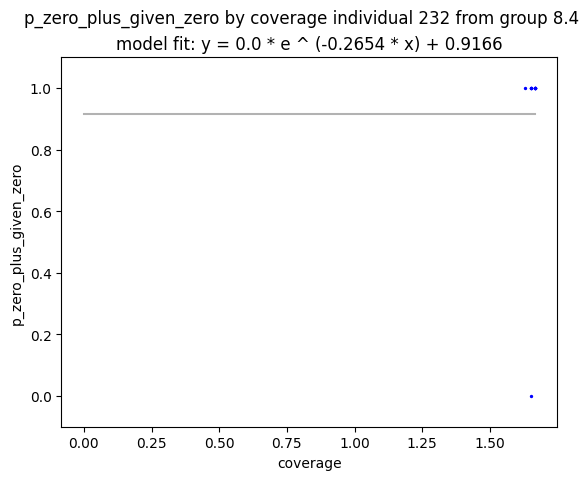 p_zero_plus_given_zero by coverage individual 232 from group 8.4
model fit: y = 0.0 * e ^ (-0.2654 * x) + 0.9166
1.0
0.8
0.6
0.4
0.2
0.0
p_zero_plus_given_zero
0.00 0.25 0.50 0.75 1.00 1.25 1.50
coverage